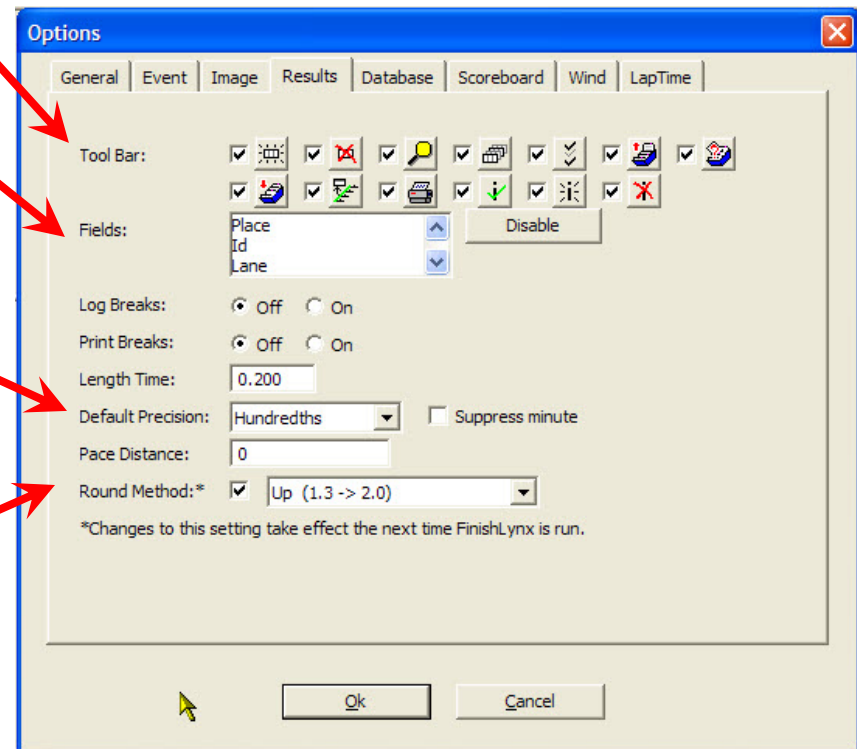 Options
General Event Image Results Database Scoreboard Wind LapTime
Tool Bar:
Fields: Place Disable
Id
Lane
Log Breaks: Off On
Print Breaks: Off On
Length Time: 0.200
Default Precision: Hundredths Suppress minute
Pace Distance: 0
Round Method:* Up (1.3 -> 2.0)
*Changes to this setting take effect the next time FinishLynx is run.
Ok Cancel